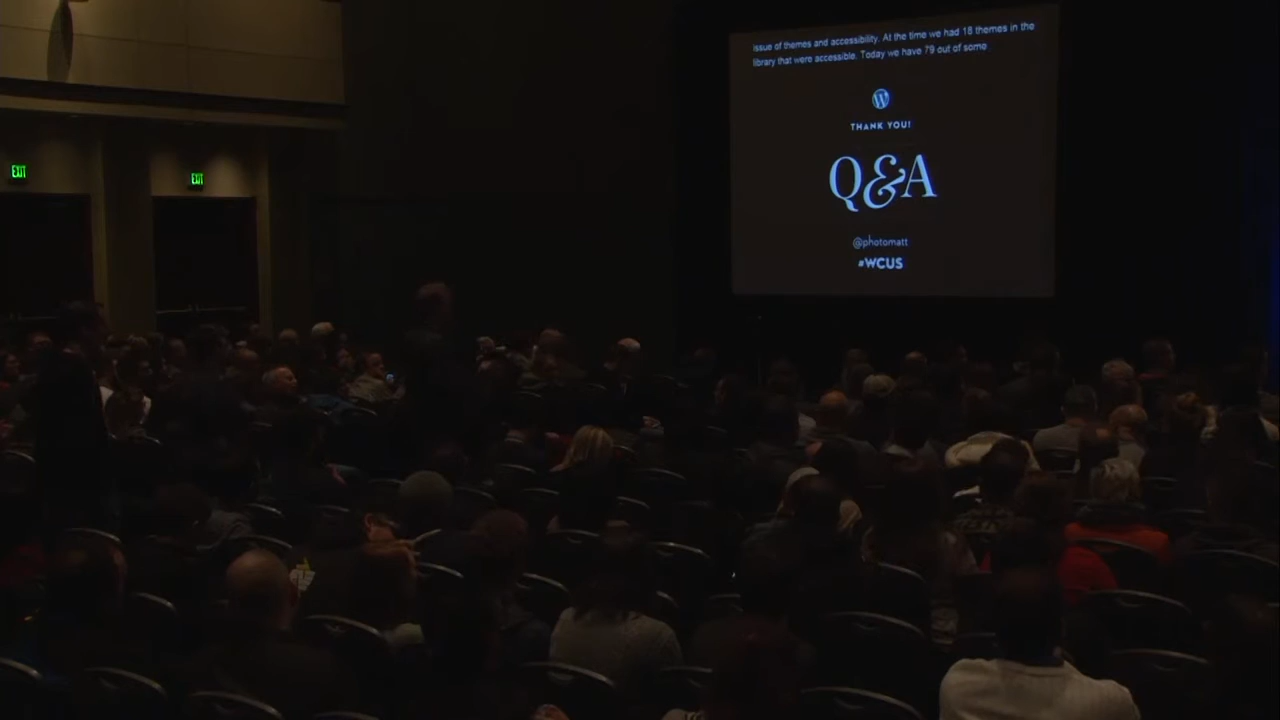 issue of themes and accessibility. At the time we had 18 themes in the
library that were accessible. Today we have 79 out of some
W
THANK YOU!
Q&A
@photomatt
#WCUS
EXIT
EXIT